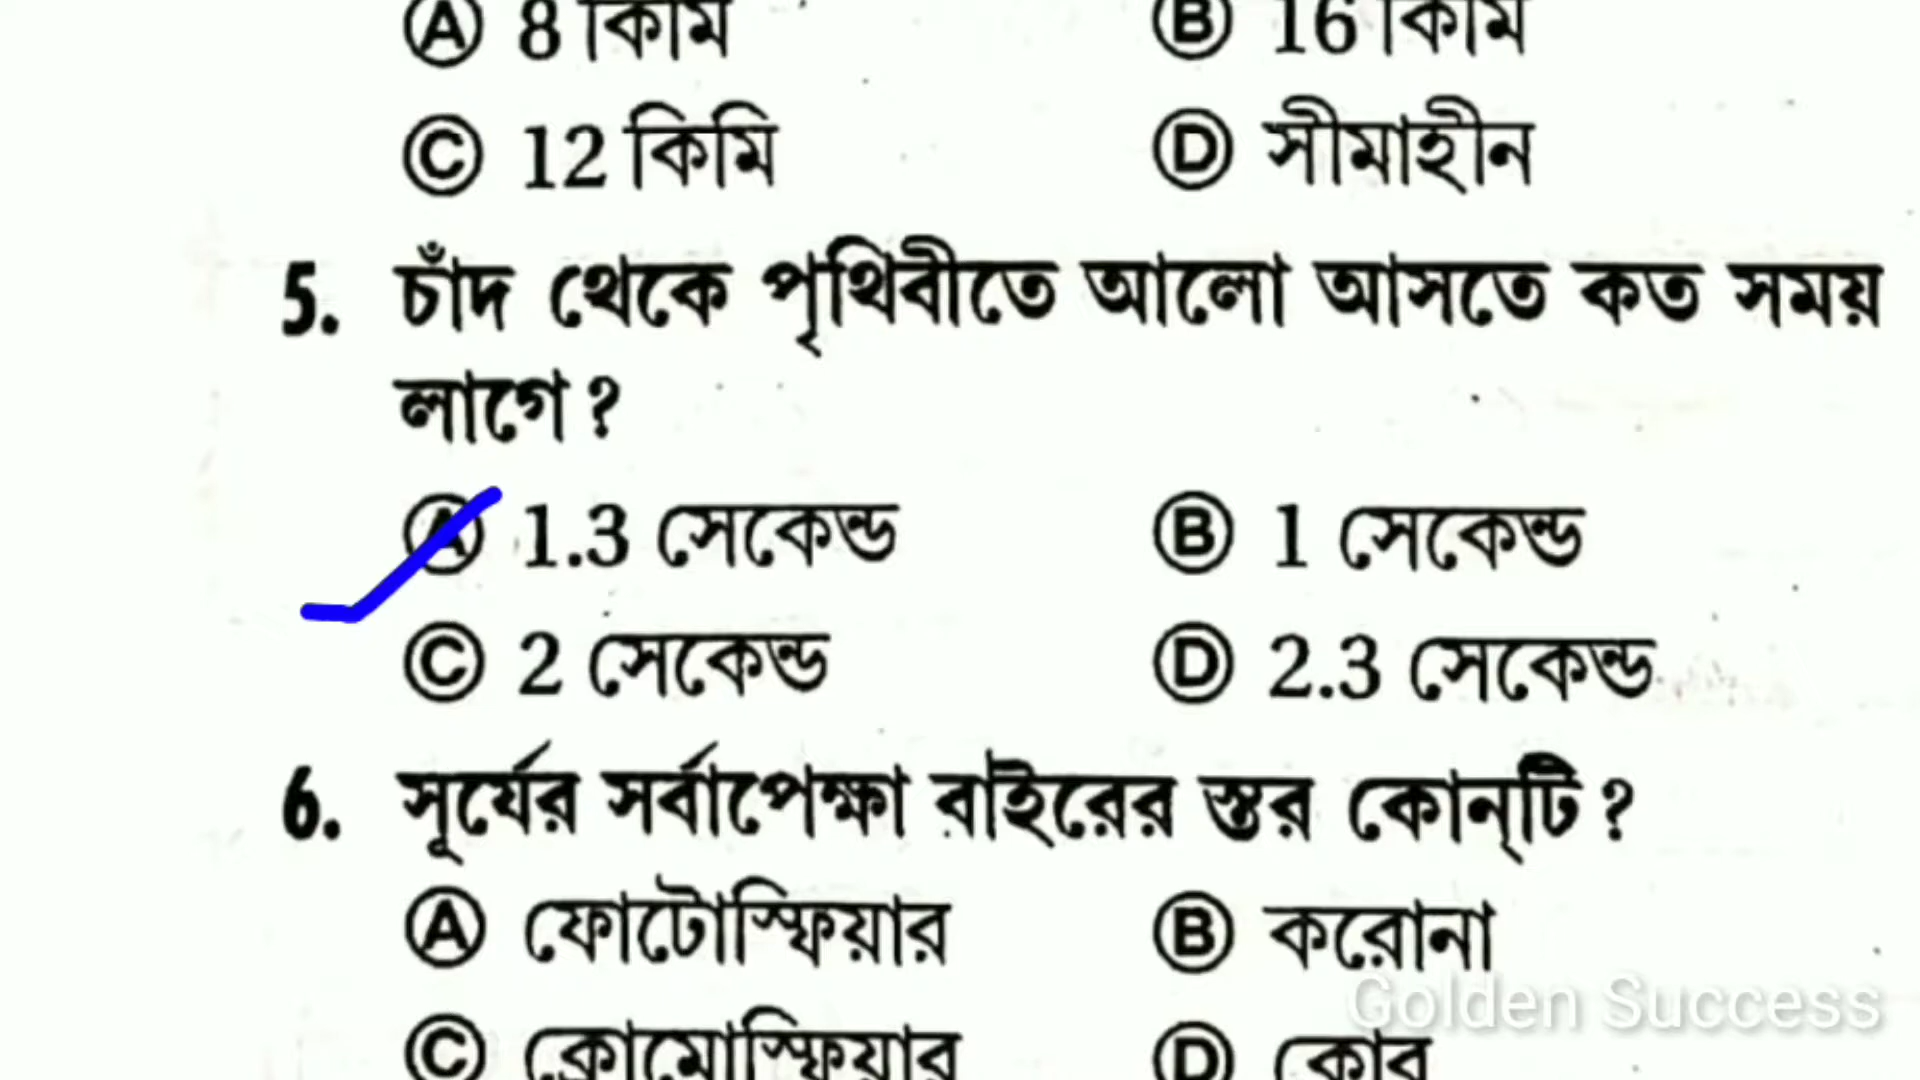 Ⓐ 8 কিমি Ⓑ 16 কিমি
Ⓒ 12 কিমি Ⓓ সীমাহীন
5. চাঁদ থেকে পৃথিবীতে আলো আসতে কত সময়
লাগে?
Ⓐ 1.3 সেকেন্ড Ⓑ 1 সেকেন্ড
Ⓒ 2 সেকেন্ড Ⓓ 2.3 সেকেন্ড
6. সূর্যের সর্বাপেক্ষা বাইরের স্তর কোন্‌টি?
Ⓐ ফোটোস্ফিয়ার Ⓑ করোনা
Ⓒ ক্রোমোস্ফিয়ার Ⓓ কোর
Golden Success